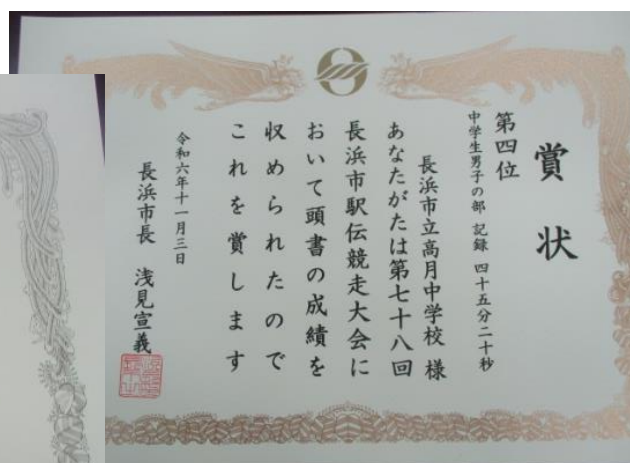 賞状
第四位
中学生男子の部 記録 四十五分二十秒
長浜市立高月中学校 様
あなたがたは第七十八回
長浜市駅伝競走大会に
おいて頭書の成績を
収められたので
これを賞します
令和六年十一月三日
長浜市長 浅見宣義